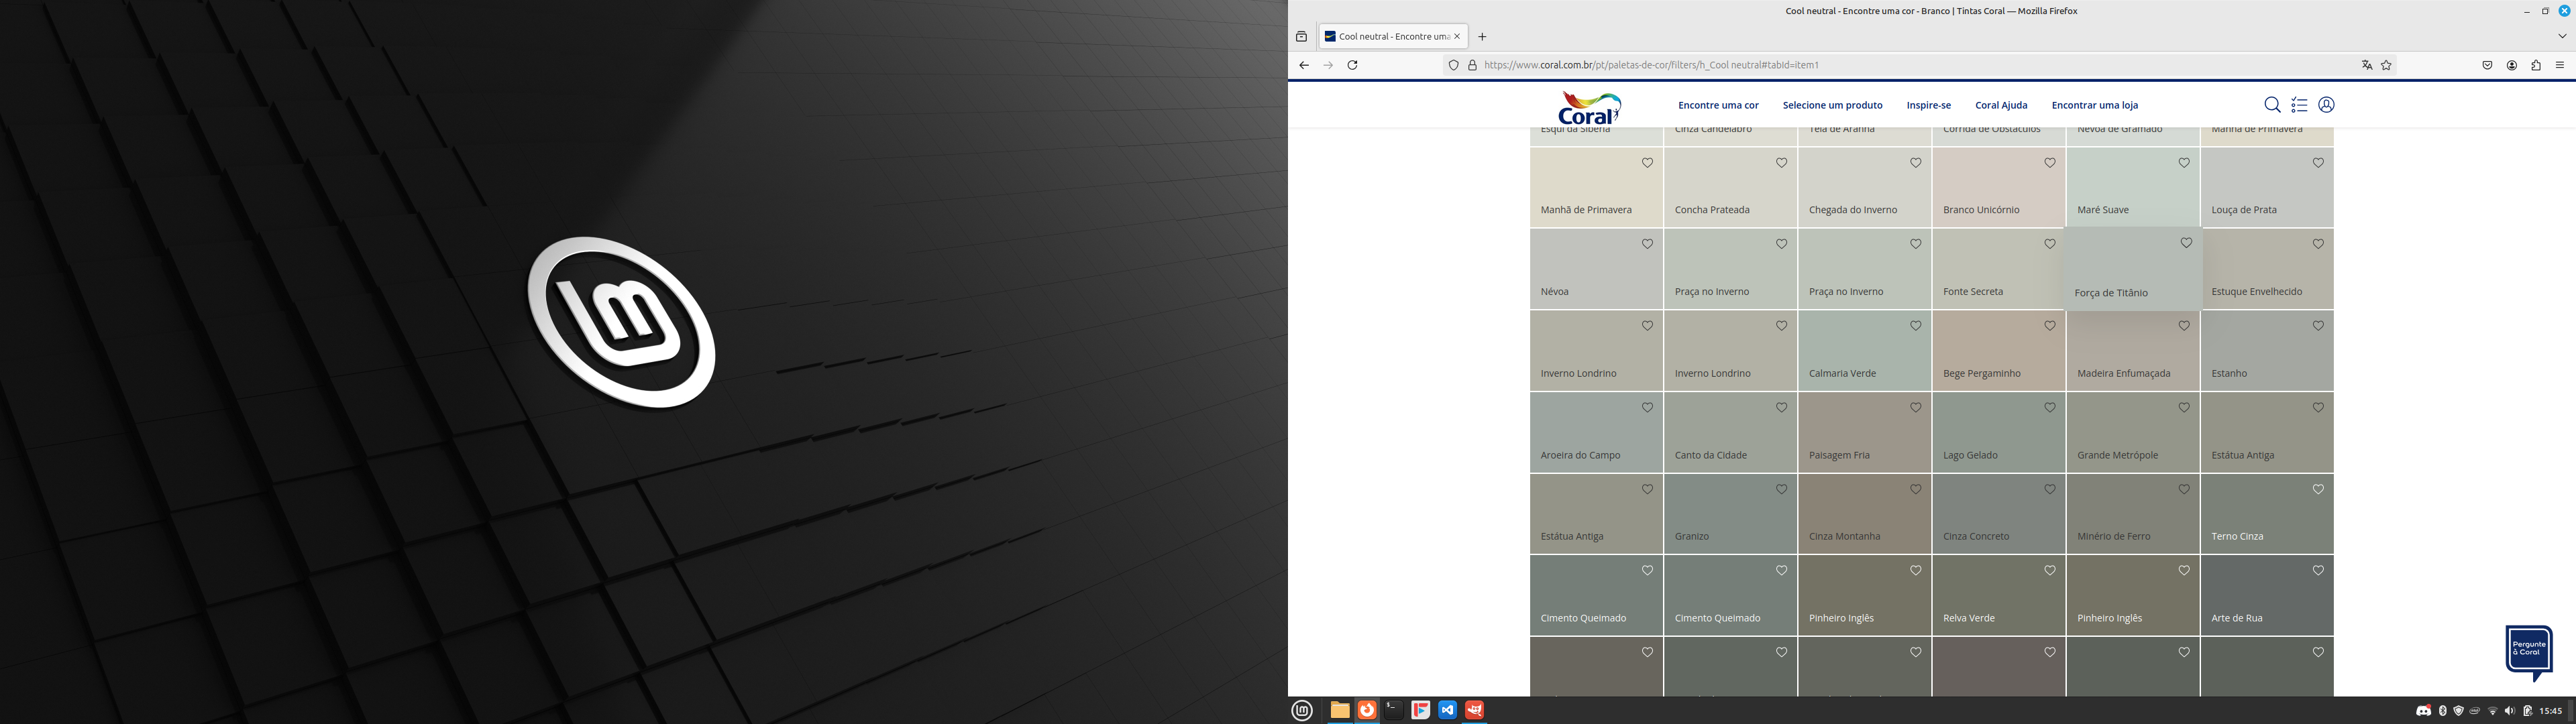 Cool neutral - Encontre uma cor - Branco | Tintas Coral — Mozilla Firefox
Cool neutral - Encontre uma
https://www.coral.com.br/pt/paletas-de-cor/filters/h_Cool neutral#tabId=item1
Coral
Encontre uma cor
Selecione um produto
Inspire-se
Coral Ajuda
Encontrar uma loja
Esqui da Sibéria
Cinza Candelabro
Teia de Aranha
Corrida de Obstáculos
Névoa de Gramado
Manhã de Primavera
Manhã de Primavera
Concha Prateada
Chegada do Inverno
Branco Unicórnio
Maré Suave
Louça de Prata
Névoa
Praça no Inverno
Praça no Inverno
Fonte Secreta
Força de Titânio
Estuque Envelhecido
Inverno Londrino
Inverno Londrino
Calmaria Verde
Bege Pergaminho
Madeira Enfumaçada
Estanho
Aroeira do Campo
Canto da Cidade
Paisagem Fria
Lago Gelado
Grande Metrópole
Estátua Antiga
Estátua Antiga
Granizo
Cinza Montanha
Cinza Concreto
Minério de Ferro
Terno Cinza
Cimento Queimado
Cimento Queimado
Pinheiro Inglês
Relva Verde
Pinheiro Inglês
Arte de Rua
Pergunte
à Coral
15:45